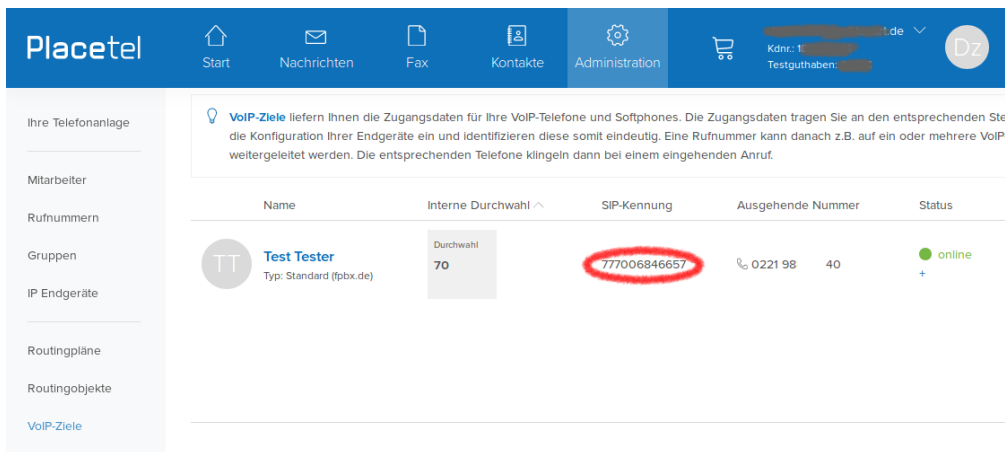 Placetel
Start
Nachrichten
Fax
Kontakte
Administration
.de
Kdnr.: 1
Testguthaben:
Dz
Ihre Telefonanlage
Mitarbeiter
Rufnummern
Gruppen
IP Endgeräte
Routingpläne
Routingobjekte
VoIP-Ziele
VoIP-Ziele liefern Ihnen die Zugangsdaten für Ihre VoIP-Telefone und Softphones. Die Zugangsdaten tragen Sie an den entsprechenden Ste
die Konfiguration Ihrer Endgeräte ein und identifizieren diese somit eindeutig. Eine Rufnummer kann danach z.B. auf ein oder mehrere VoIP
weitergeleitet werden. Die entsprechenden Telefone klingeln dann bei einem eingehenden Anruf.
Name Interne Durchwahl SIP-Kennung Ausgehende Nummer Status
TT
Test Tester
Typ: Standard (fpbx.de)
Durchwahl
70
777006846657
0221 98 40
online
+